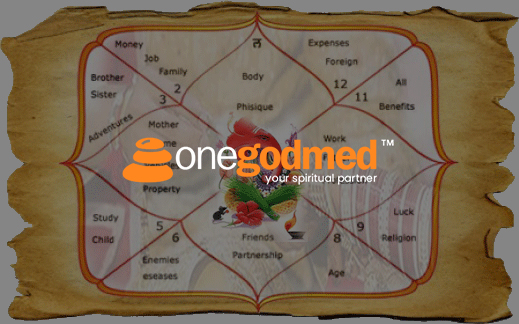 Money
ल
Expenses
Job
Foreign
Family
Brother
Body
All
2
12
Sister
3
11
Phisique
Benefits
Adventures
Mother
Work
onegodmed™
your spiritual partner
Property
Study
Luck
5
9
Child
6
Friends
8
Religion
Enemies
Partnership
eseases
Age